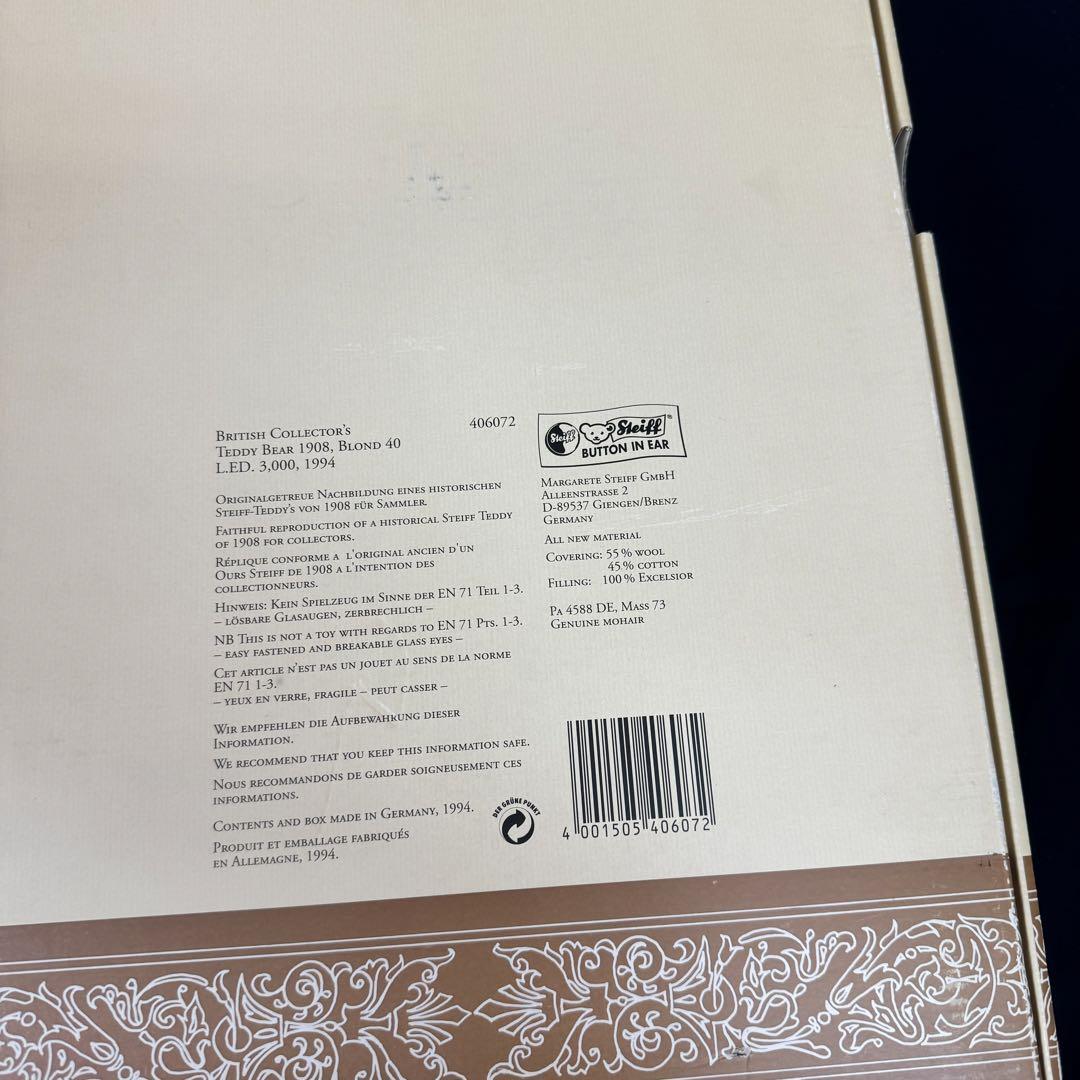 British Collector's
Teddy Bear 1908, Blond 40
L.ED. 3,000, 1994
406072
Originalgetreue Nachbildung eines historischen
Steiff-Teddy's von 1908 für Sammler.
Faithful reproduction of a historical Steiff Teddy
of 1908 for collectors.
Réplique conforme a l'original ancien d'un
Ours Steiff de 1908 a l'intention des
collectionneurs.
Hinweis: Kein Spielzeug im Sinne der EN 71 Teil 1-3.
– lösbare Glasaugen, zerbrechlich –
NB This is not a toy with regards to EN 71 Pts. 1-3.
– easy fastened and breakable glass eyes –
Cet article n'est pas un jouet au sens de la norme
EN 71 1-3.
– yeux en verre, fragile – peut casser –
Wir empfehlen die Aufbewahrung dieser
Information.
We recommend that you keep this information safe.
Nous recommandons de garder soigneusement ces
informations.
Contents and box made in Germany, 1994.
Produit et emballage fabriqués
en Allemagne, 1994.
DER GRÜNE PUNKT
Steiff
Steiff®
BUTTON IN EAR
Margarete Steiff GmbH
Alleenstrasse 2
D-89537 Giengen/Brenz
Germany
All new material
Covering: 55 % wool
45 % cotton
Filling: 100 % Excelsior
Pa 4588 DE, Mass 73
Genuine mohair
4 001505 406072